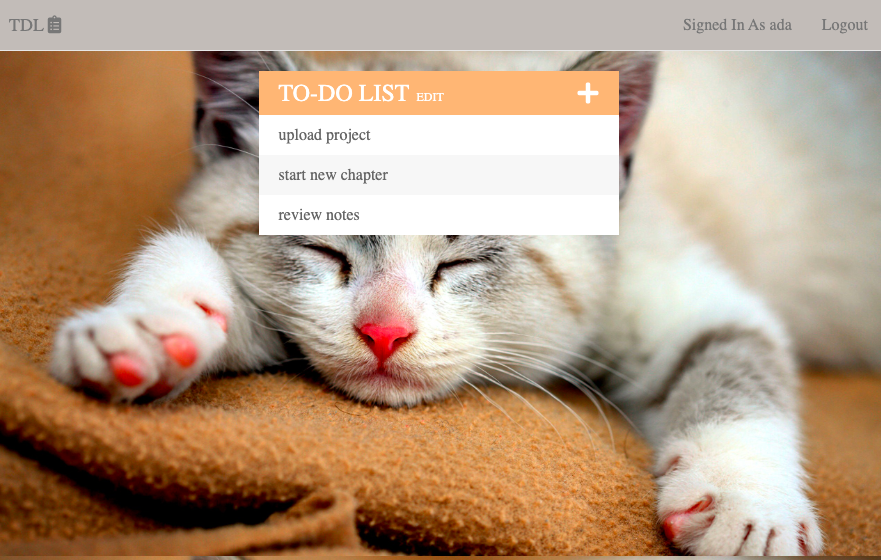 TDL
Signed In As ada
Logout
TO-DO LIST EDIT
upload project
start new chapter
review notes